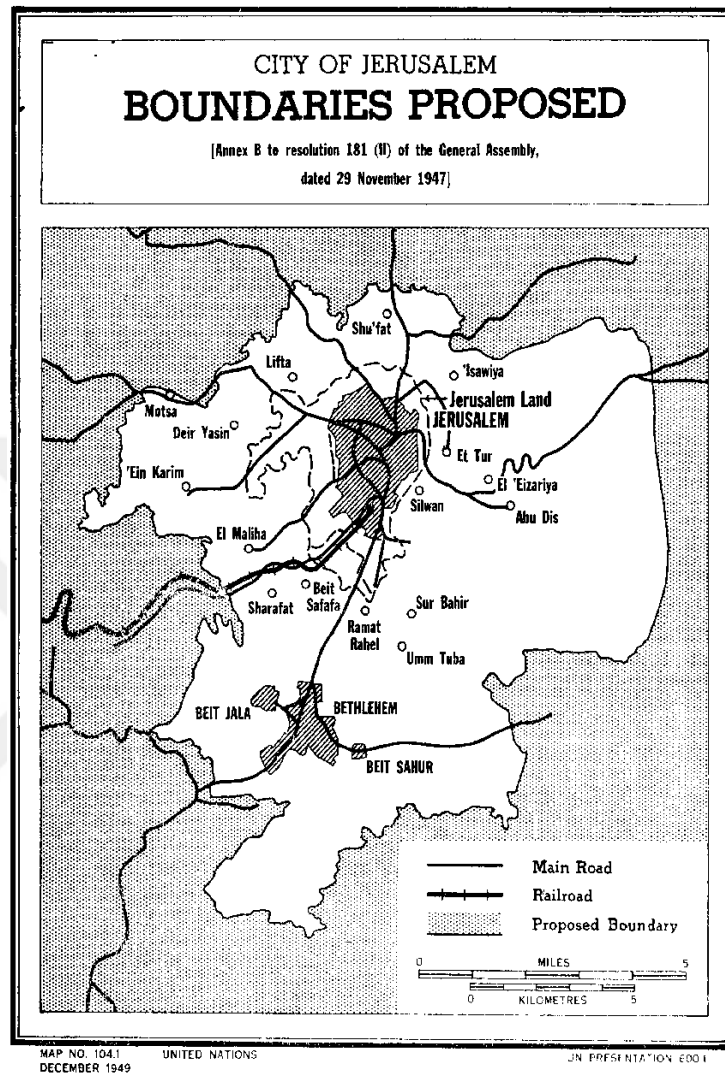 CITY OF JERUSALEM
BOUNDARIES PROPOSED
[Annex B to resolution 181 (II) of the General Assembly,
dated 29 November 1947]
Shu'fat
Lifta
'Isawiya
Motsa
Jerusalem Land
JERUSALEM
Deir Yasin
Et Tur
'Ein Karim
El 'Eizariya
Silwan
Abu Dis
El Maliha
Sharafat
Beit
Safafa
Sur Bahir
Ramat
Rahel
Umm Tuba
BEIT JALA
BETHLEHEM
BEIT SAHUR
Main Road
Railroad
Proposed Boundary
0 MILES 5
0 KILOMETRES 5
MAP NO. 104.1 UNITED NATIONS
DECEMBER 1949
PRESENTATION